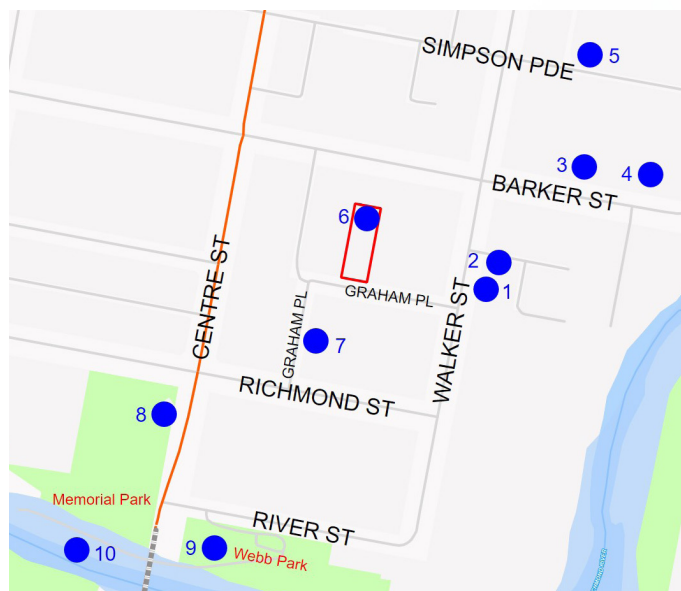 SIMPSON PDE
5
3
4
BARKER ST
6
2
1
CENTRE ST
GRAHAM PL
GRAHAM PL
WALKER ST
7
RICHMOND ST
8
Memorial Park
RIVER ST
10
9
Webb Park